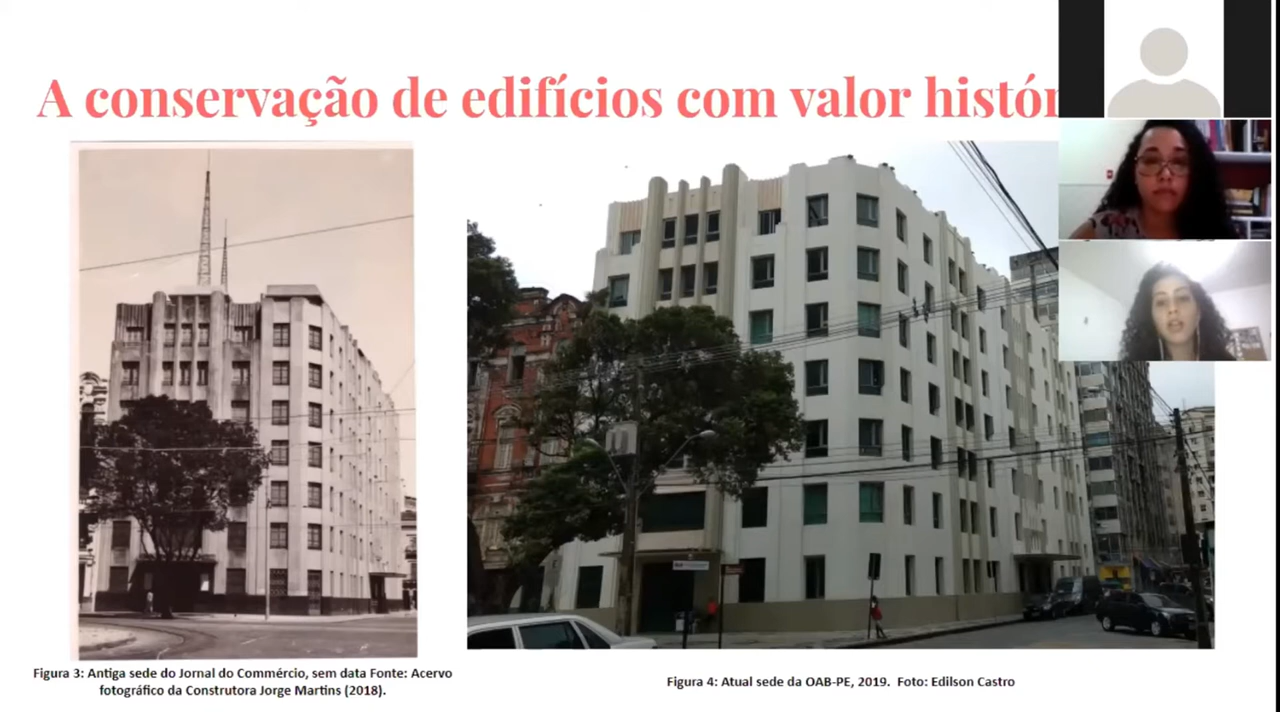 A conservação de edifícios com valor histór
Figura 3: Antiga sede do Jornal do Commércio, sem data Fonte: Acervo
fotográfico da Construtora Jorge Martins (2018).
Figura 4: Atual sede da OAB-PE, 2019.  Foto: Edilson Castro